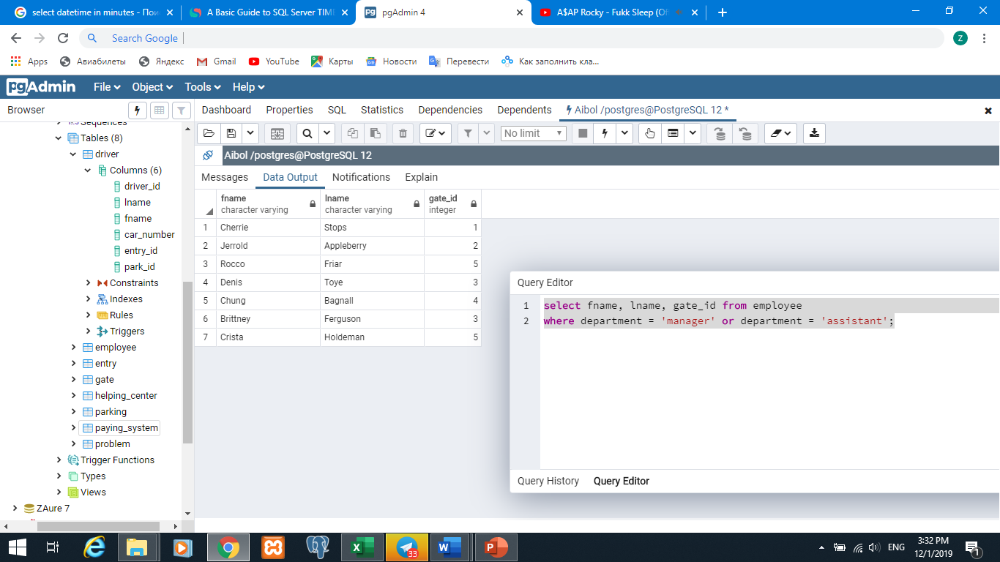 select datetime in minutes - Пои
A Basic Guide to SQL Server TIME
pgAdmin 4
A$AP Rocky - Fukk Sleep (Of
Search Google
Z
Apps
Авиабилеты
Яндекс
Gmail
YouTube
Карты
Новости
Перевести
Как заполнить кла...
pgAdmin
File Object Tools Help
Browser
Dashboard Properties SQL Statistics Dependencies Dependents Aibol /postgres@PostgreSQL 12 *
Sequences
Tables (8)
driver
Columns (6)
driver_id
lname
fname
car_number
entry_id
park_id
Constraints
Indexes
Rules
Triggers
employee
entry
gate
helping_center
parking
paying_system
problem
Trigger Functions
Types
Views
ZAure 7
No limit
Aibol /postgres@PostgreSQL 12
Messages Data Output Notifications Explain
fname lname gate_id
character varying character varying integer
1 Cherrie Stops 1
2 Jerrold Appleberry 2
3 Rocco Friar 5
4 Denis Toye 3
5 Chung Bagnall 4
6 Brittney Ferguson 3
7 Crista Holdeman 5
Query Editor
1 select fname, lname, gate_id from employee
2 where department = 'manager' or department = 'assistant';
Query History Query Editor
33
ENG
3:32 PM
12/1/2019
1